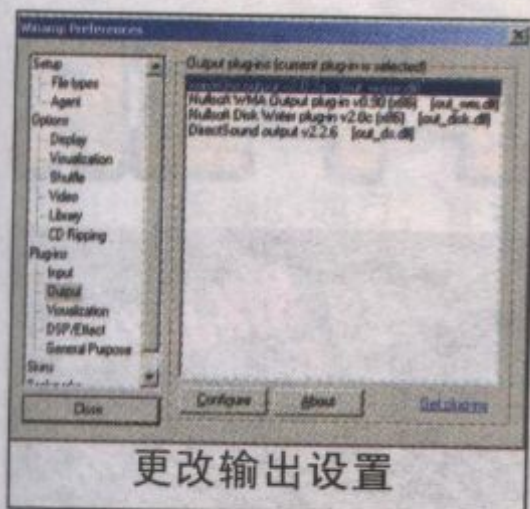 Winamp Preferences
Setup
File types
Agent
Options
Display
Visualization
Shuffle
Video
Library
CD Ripping
Plug-ins
Input
Output
Visualization
DSP/Effect
General Purpose
Skins
Close
Output plug-ins (current plug-in is selected)
Nullsoft WMA Output plug-in v0.90 (x86) [out_wm.dll]
Nullsoft Disk Writer plug-in v2.0c (x86) [out_disk.dll]
DirectSound output v2.2.6 [out_ds.dll]
Configure
About
Get plug-ins
更改输出设置